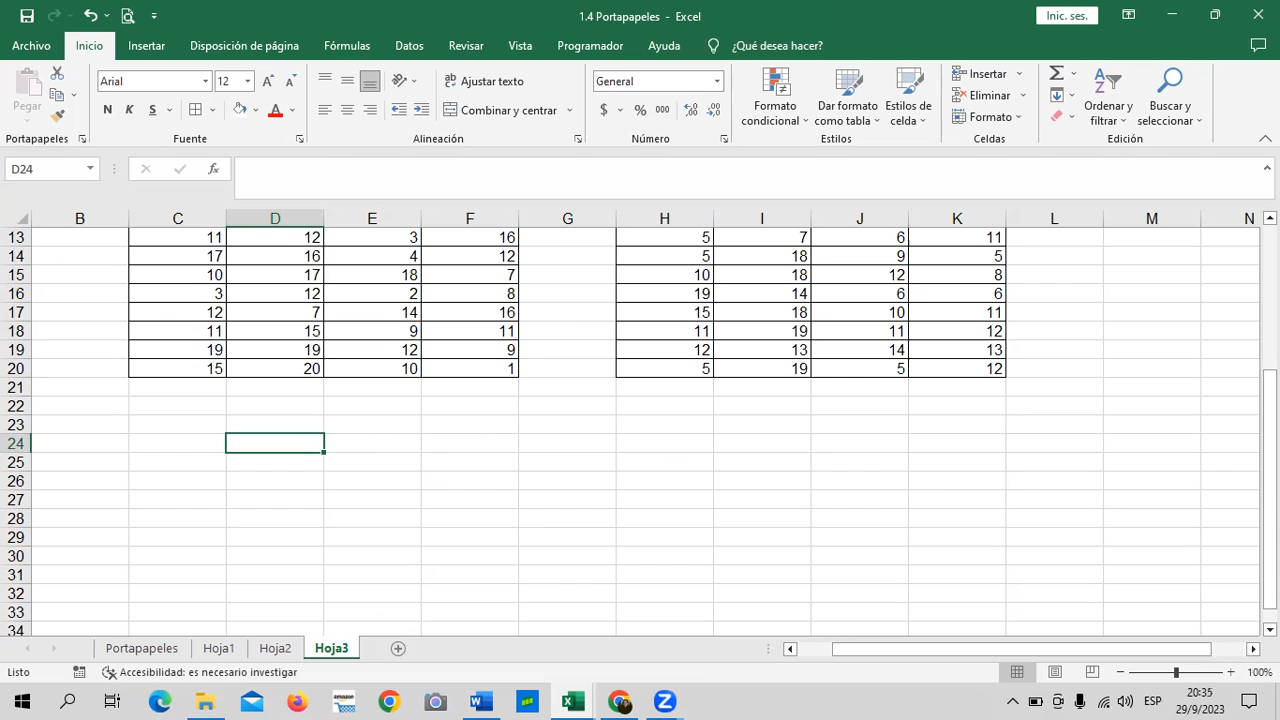 1.4 Portapapeles - Excel
Inic. ses.
Archivo Inicio Insertar Disposición de página Fórmulas Datos Revisar Vista Programador Ayuda ¿Qué desea hacer?
Pegar
Portapapeles
Arial 12
N K S A
Fuente
Ajustar texto
Combinar y centrar
Alineación
General
$ % 000
Número
Formato condicional
Dar formato como tabla
Estilos de celda
Estilos
Insertar
Eliminar
Formato
Celdas
Ordenar y filtrar
Buscar y seleccionar
Edición
D24 fx
B C D E F G H I J K L M N
13 11 12 3 16 5 7 6 11
14 17 16 4 12 5 18 9 5
15 10 17 18 7 10 18 12 8
16 3 12 2 8 19 14 6 6
17 12 7 14 16 15 18 10 11
18 11 15 9 11 11 19 11 12
19 19 19 12 9 12 13 14 13
20 15 20 10 1 5 19 5 12
21
22
23
24
25
26
27
28
29
30
31
32
33
34
Portapapeles Hoja1 Hoja2 Hoja3
Listo Accesibilidad: es necesario investigar 100%
ESP
20:35
29/9/2023